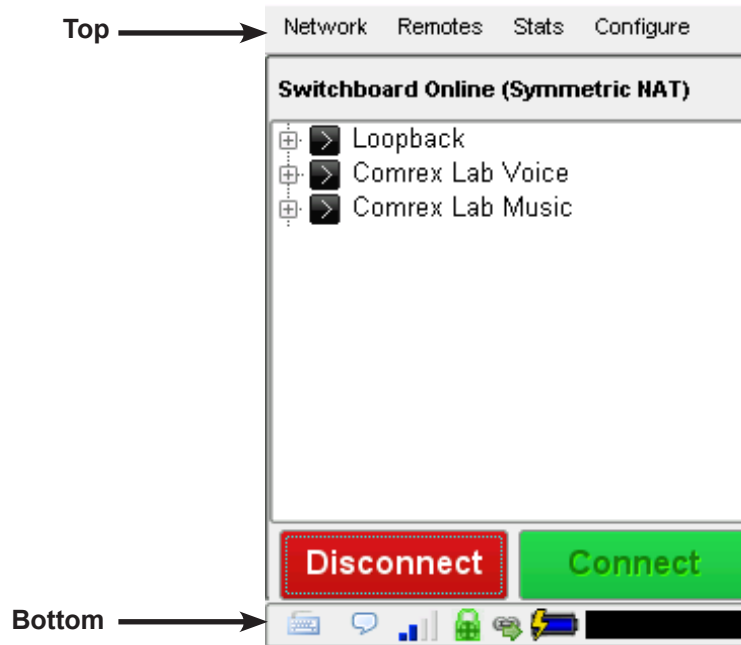 Top
Network Remotes Stats Configure
Switchboard Online (Symmetric NAT)
Loopback
Comrex Lab Voice
Comrex Lab Music
Disconnect Connect
Bottom